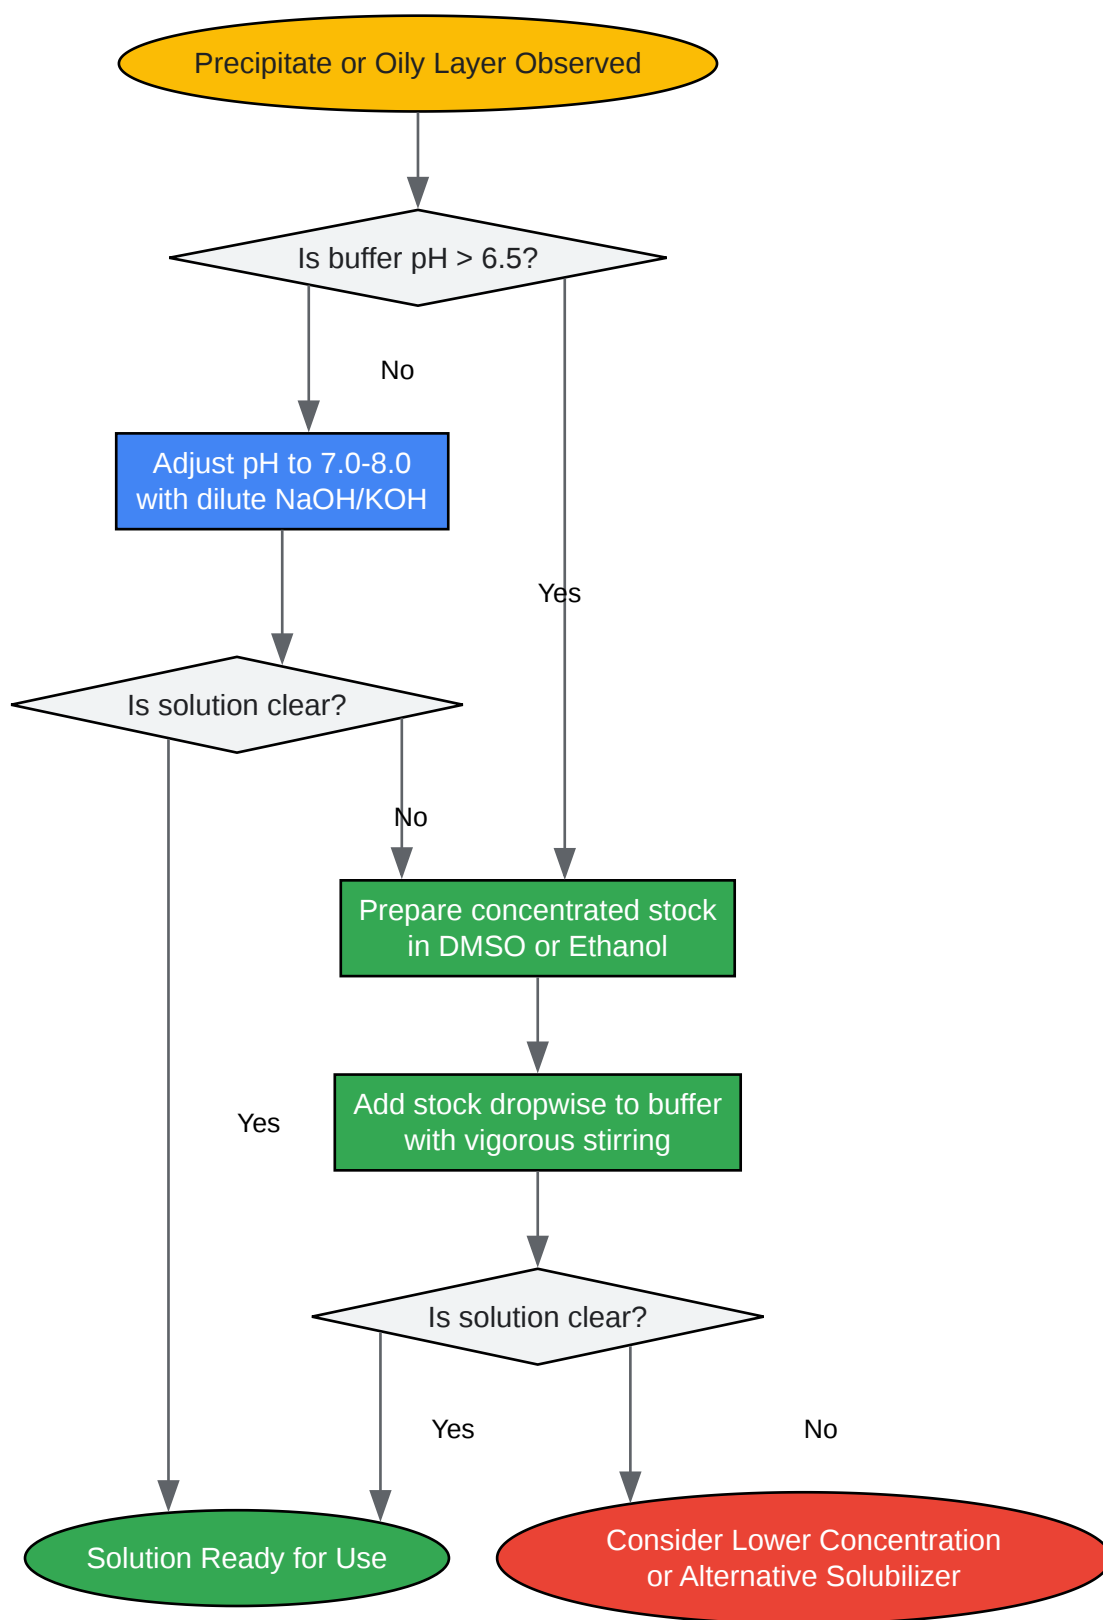 Precipitate or Oily Layer Observed
Is buffer pH > 6.5?
No
Adjust pH to 7.0-8.0
with dilute NaOH/KOH
Yes
Is solution clear?
No
Prepare concentrated stock
in DMSO or Ethanol
Add stock dropwise to buffer
with vigorous stirring
Yes
Is solution clear?
Yes
No
Solution Ready for Use
Consider Lower Concentration
or Alternative Solubilizer